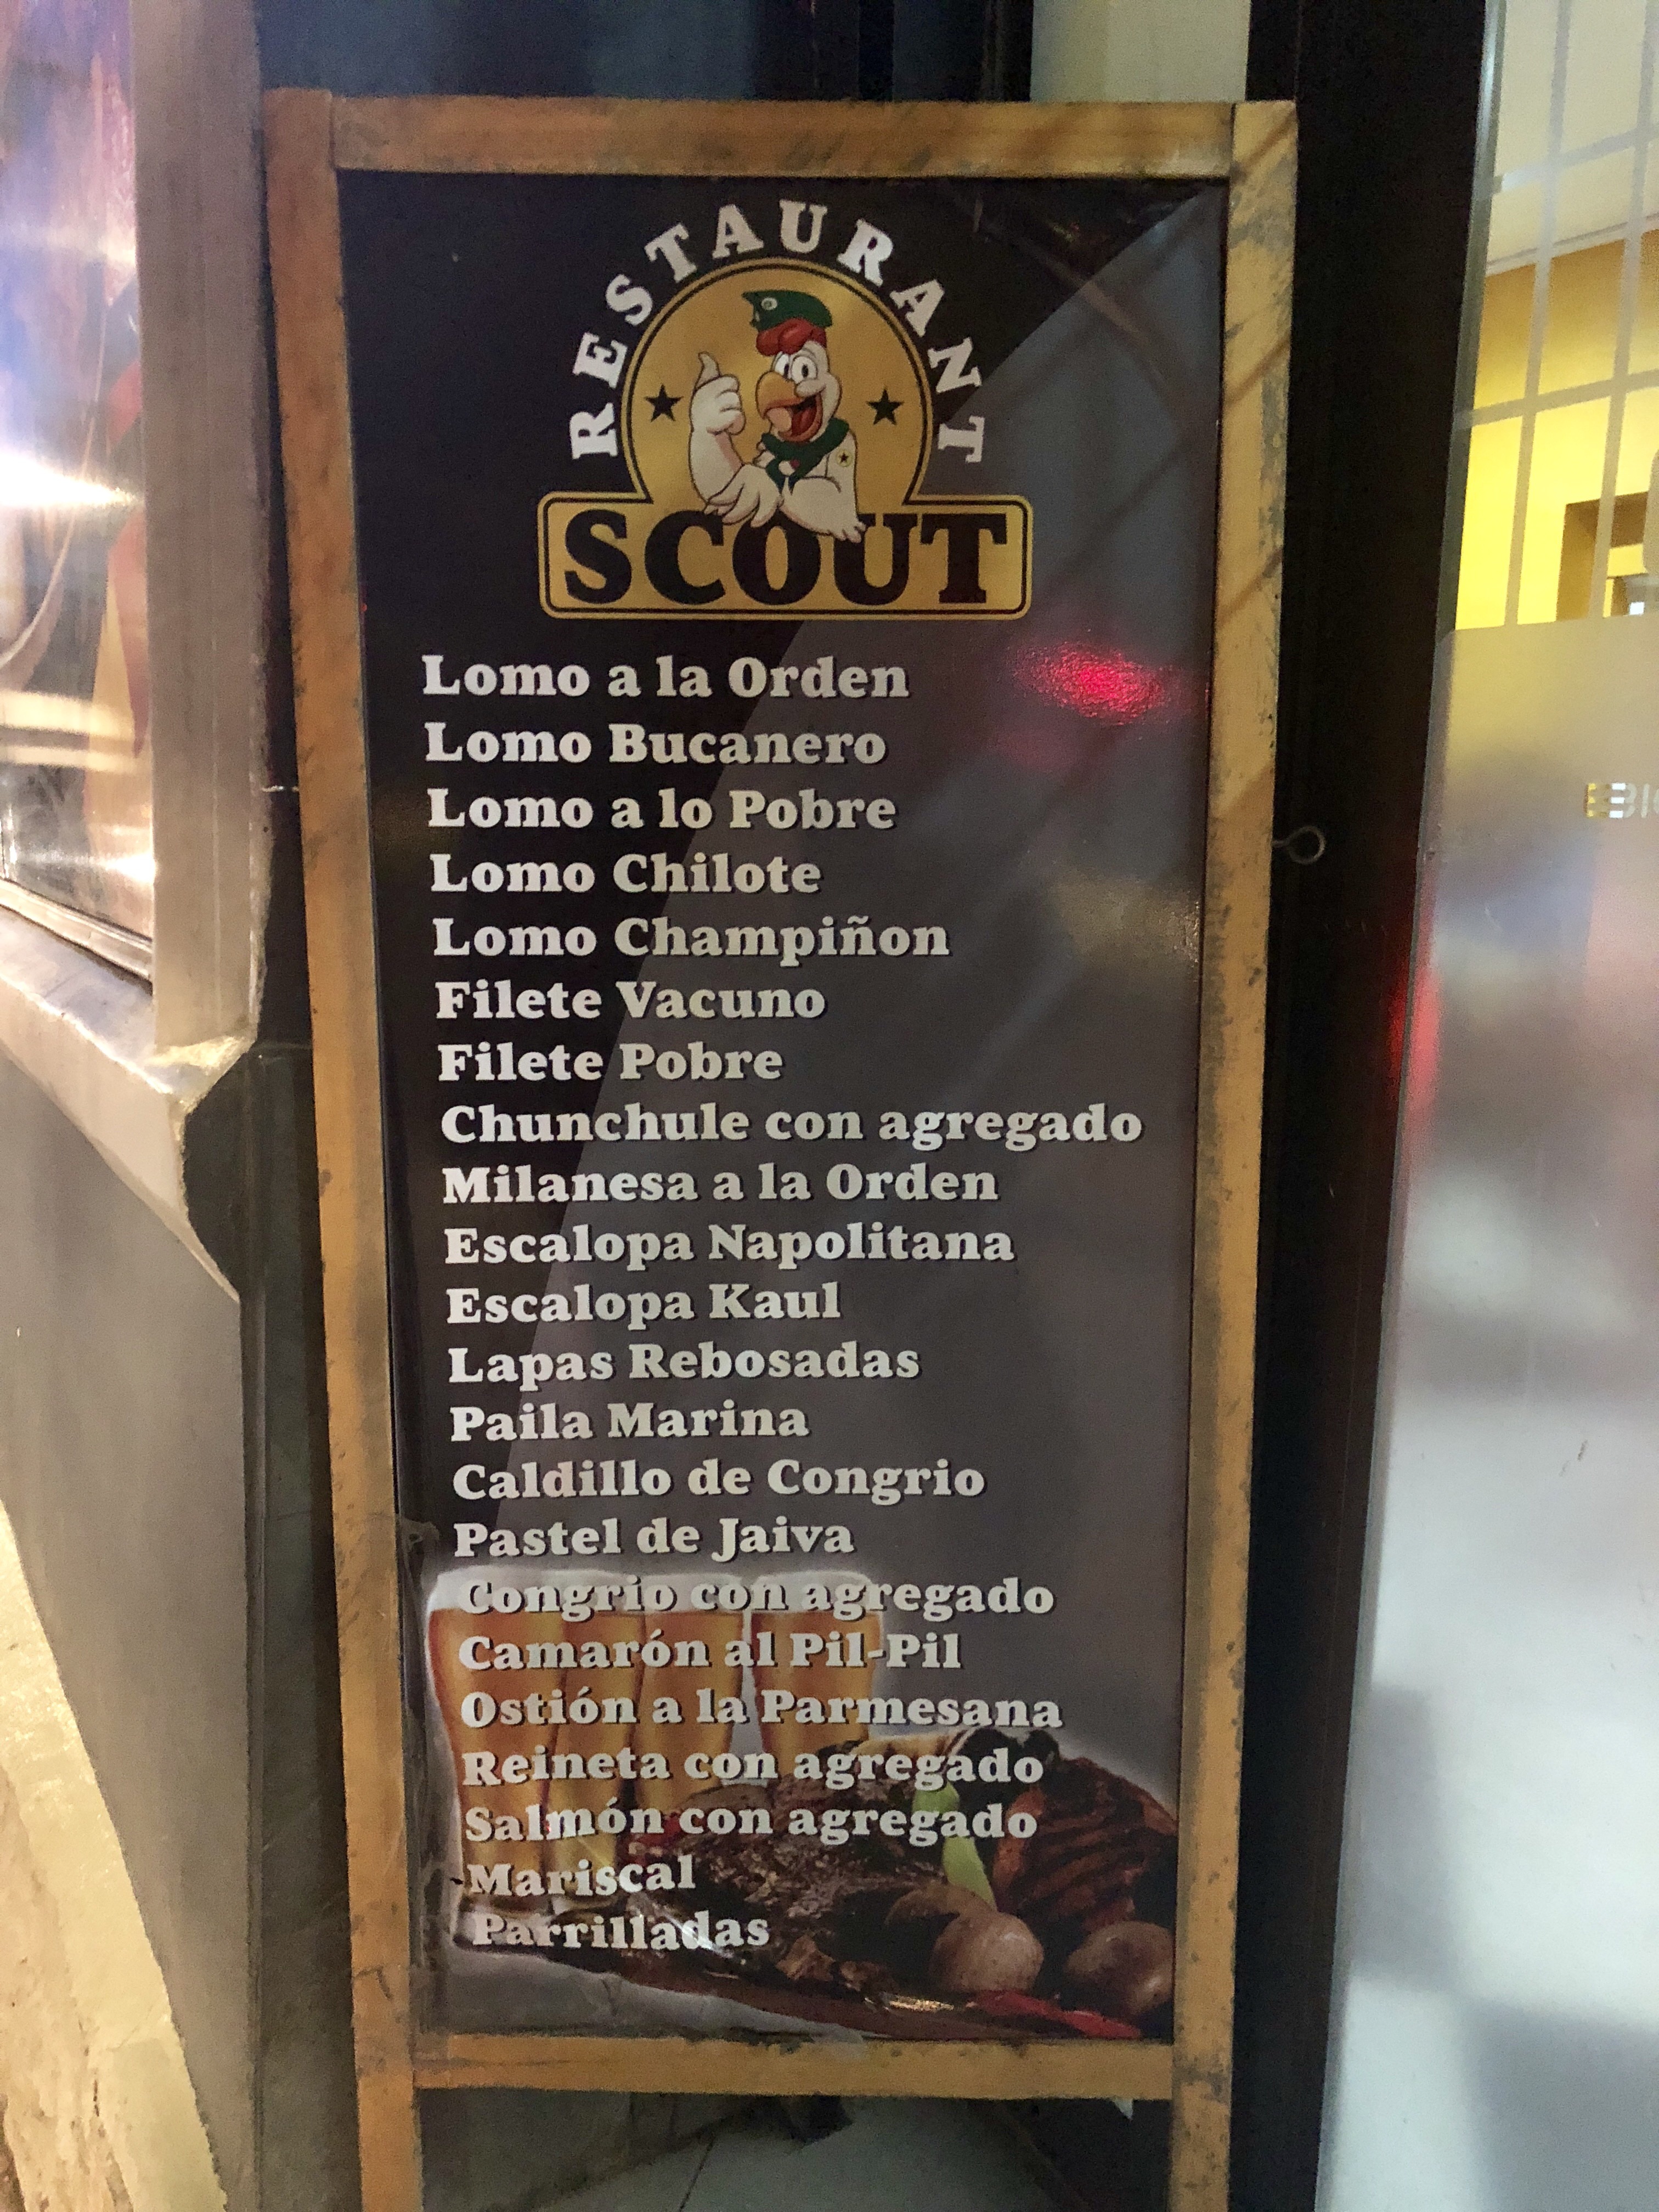 RESTAURANT
SCOUT
Lomo a la Orden
Lomo Bucanero
Lomo a lo Pobre
Lomo Chilote
Lomo Champiñon
Filete Vacuno
Filete Pobre
Chunchule con agregado
Milanesa a la Orden
Escalopa Napolitana
Escalopa Kaul
Lapas Rebosadas
Paila Marina
Caldillo de Congrio
Pastel de Jaiva
Congrio con agregado
Camarón al Pil-Pil
Ostión a la Parmesana
Reineta con agregado
Salmón con agregado
Mariscal
Parrilladas